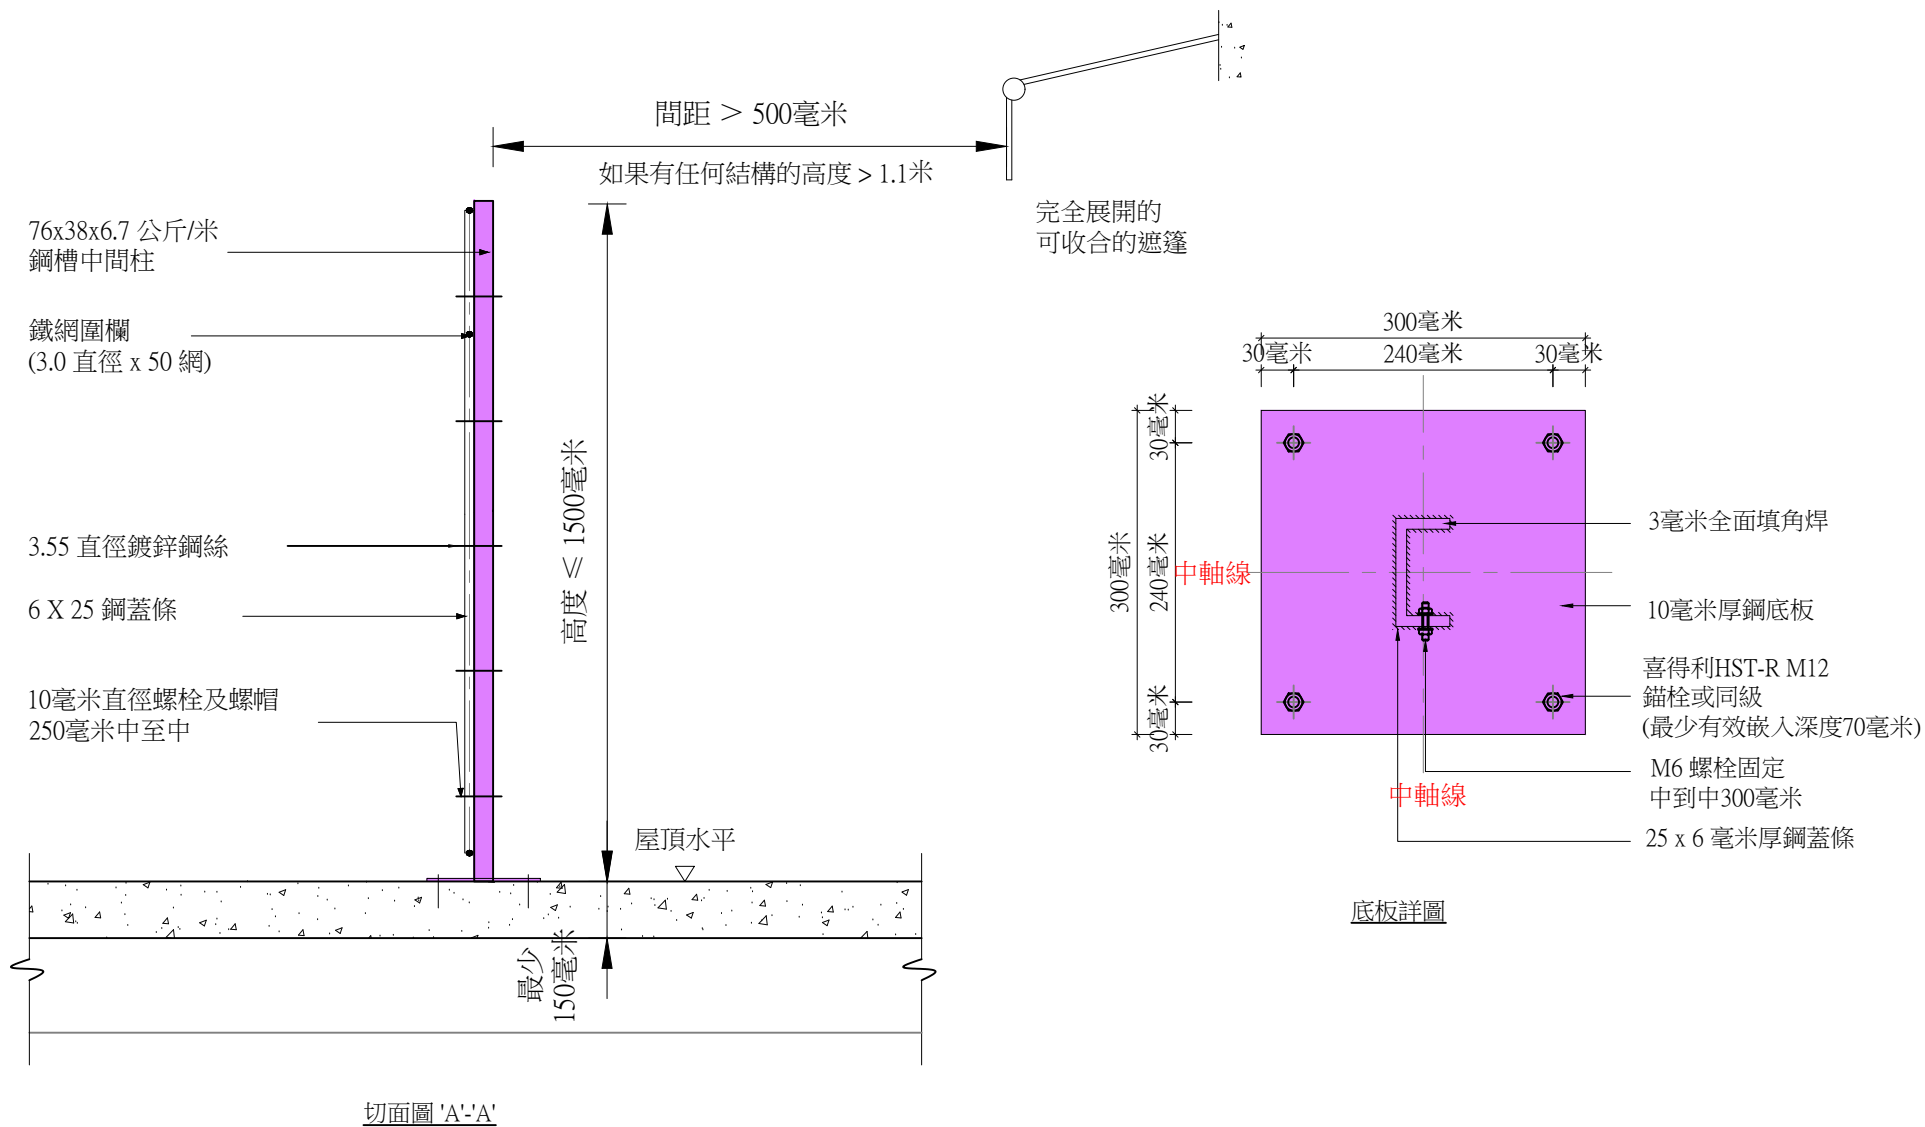 間距 > 500毫米
如果有任何結構的高度 > 1.1米
完全展開的
可收合的遮篷
76x38x6.7 公斤/米
鋼槽中間柱
鐵網圍欄
(3.0 直徑 x 50 網)
3.55 直徑鍍鋅鋼絲
6 X 25 鋼蓋條
10毫米直徑螺栓及螺帽
250毫米中至中
高度 ≤ 1500毫米
屋頂水平
最少
150毫米
切面圖 'A'-'A'
300毫米
30毫米
240毫米
30毫米
300毫米
30毫米
240毫米
30毫米
中軸線
中軸線
3毫米全面填角焊
10毫米厚鋼底板
喜得利HST-R M12
錨栓或同級
(最少有效嵌入深度70毫米)
M6 螺栓固定
中到中300毫米
25 x 6 毫米厚鋼蓋條
底板詳圖